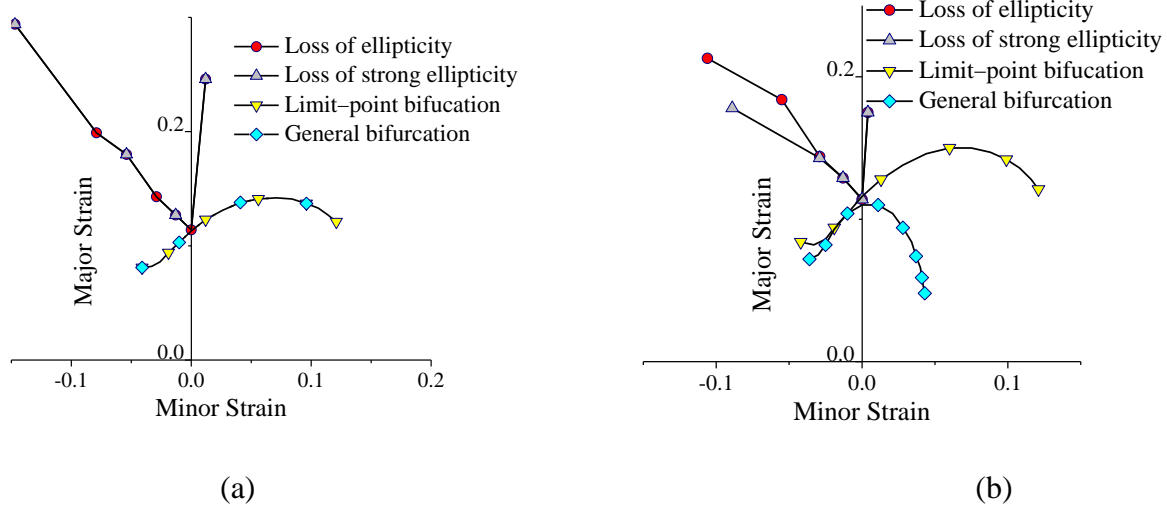 Loss of ellipticity
Loss of strong ellipticity
Limit–point bifucation
General bifurcation
0.2
0.0
Major Strain
-0.1
0.0
0.1
0.2
Minor Strain
(a)
Loss of ellipticity
Loss of strong ellipticity
Limit–point bifucation
General bifurcation
0.2
0.0
Major Strain
-0.1
0.0
0.1
Minor Strain
(b)